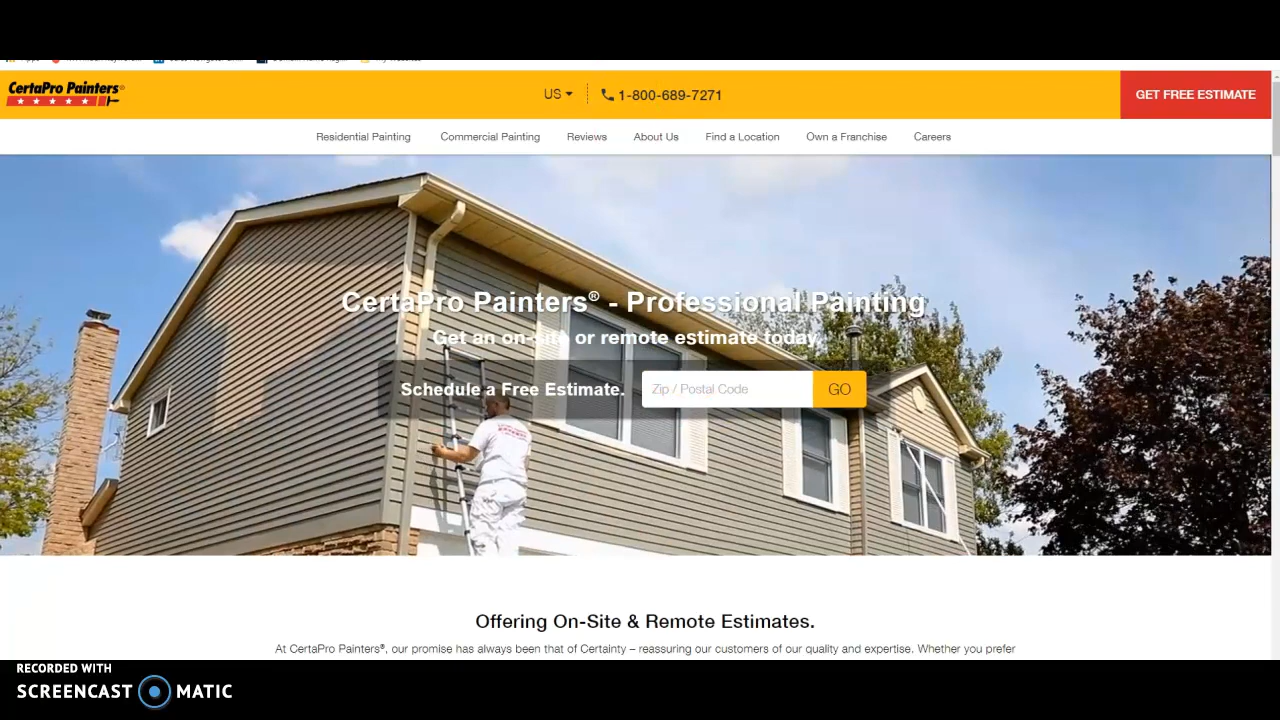 CertaPro Painters®
US
1-800-689-7271
GET FREE ESTIMATE
Residential Painting
Commercial Painting
Reviews
About Us
Find a Location
Own a Franchise
Careers
CertaPro Painters® - Professional Painting
Get an on-site or remote estimate today.
Schedule a Free Estimate.
Zip / Postal Code
GO
Offering On-Site & Remote Estimates.
At CertaPro Painters®, our promise has always been that of Certainty – reassuring our customers of our quality and expertise. Whether you prefer
RECORDED WITH
SCREENCAST MATIC